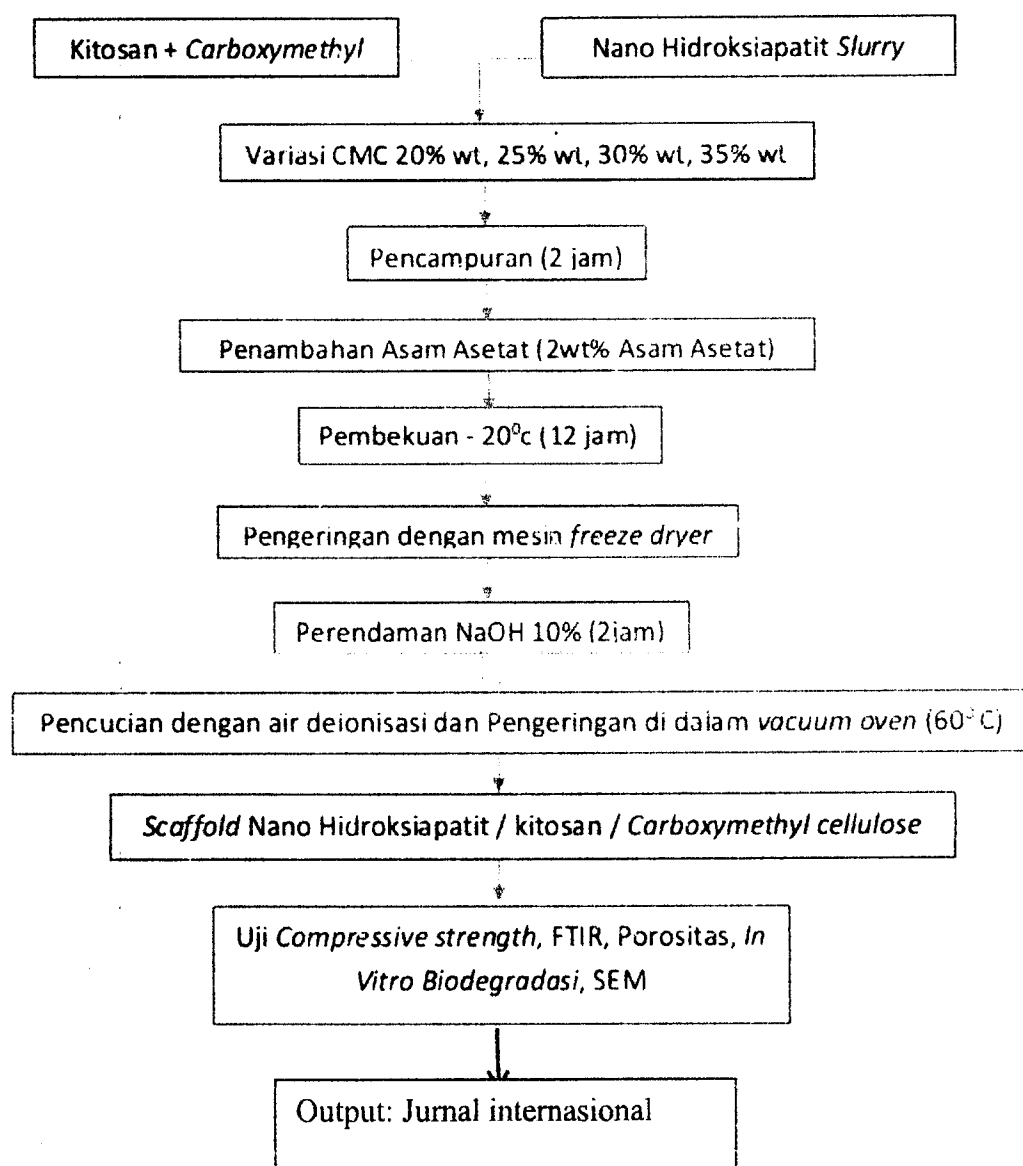 Kitosan + Carboxymethyl
Nano Hidroksiapatit Slurry
Variasi CMC 20% wt, 25% wt, 30% wt, 35% wt
Pencampuran (2 jam)
Penambahan Asam Asetat (2wt% Asam Asetat)
Pembekuan - 20⁰c (12 jam)
Pengeringan dengan mesin freeze dryer
Perendaman NaOH 10% (2jam)
Pencucian dengan air deionisasi dan Pengeringan di dalam vacuum oven (60°C)
Scaffold Nano Hidroksiapatit / kitosan / Carboxymethyl cellulose
Uji Compressive strength, FTIR, Porositas, In
Vitro Biodegradasi, SEM
Output: Jurnal internasional